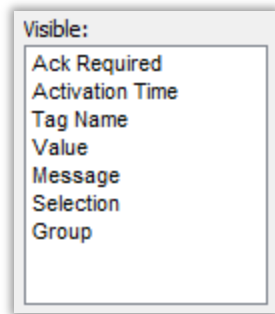 Visible:
Ack Required
Activation Time
Tag Name
Value
Message
Selection
Group